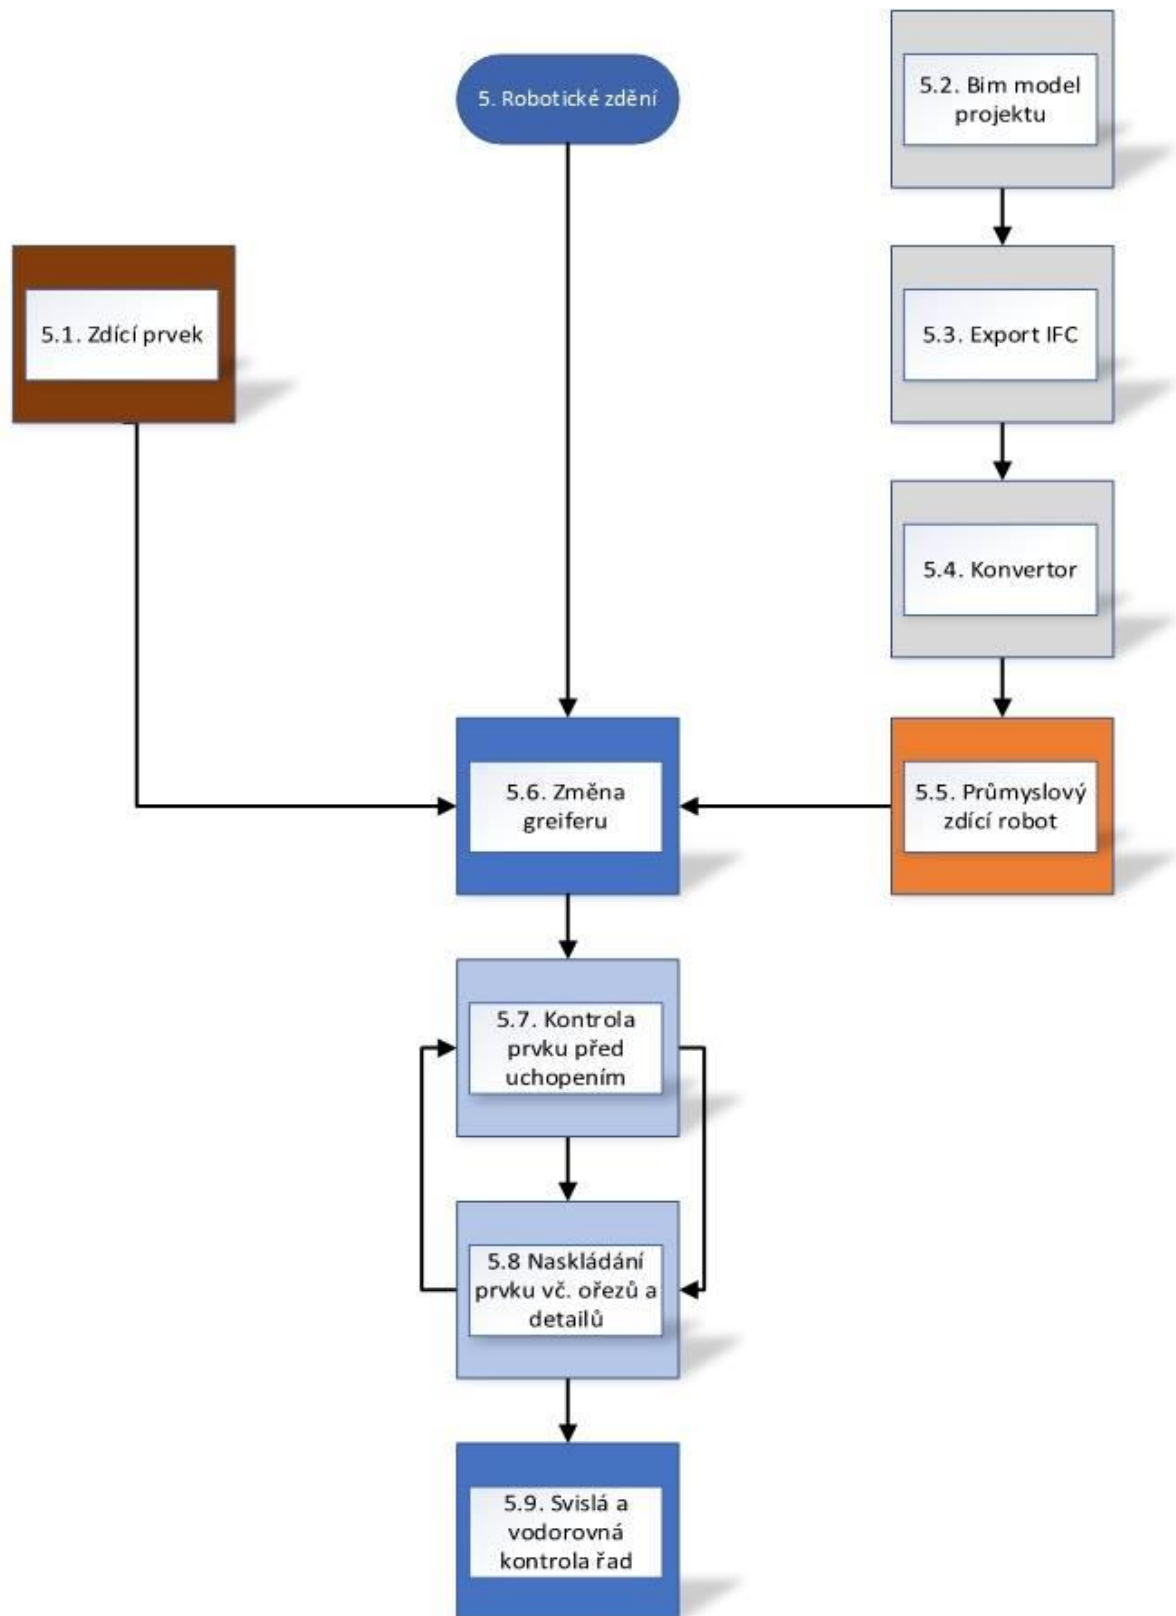 5. Robotické zdění
5.2. Bim model
projektu
5.1. Zdící prvek
5.3. Export IFC
5.4. Konvertor
5.6. Změna
greiferu
5.5. Průmyslový
zdící robot
5.7. Kontrola
prvku před
uchopením
5.8 Naskládání
prvku vč. ořezů a
detailů
5.9. Svislá a
vodorovná
kontrola řad